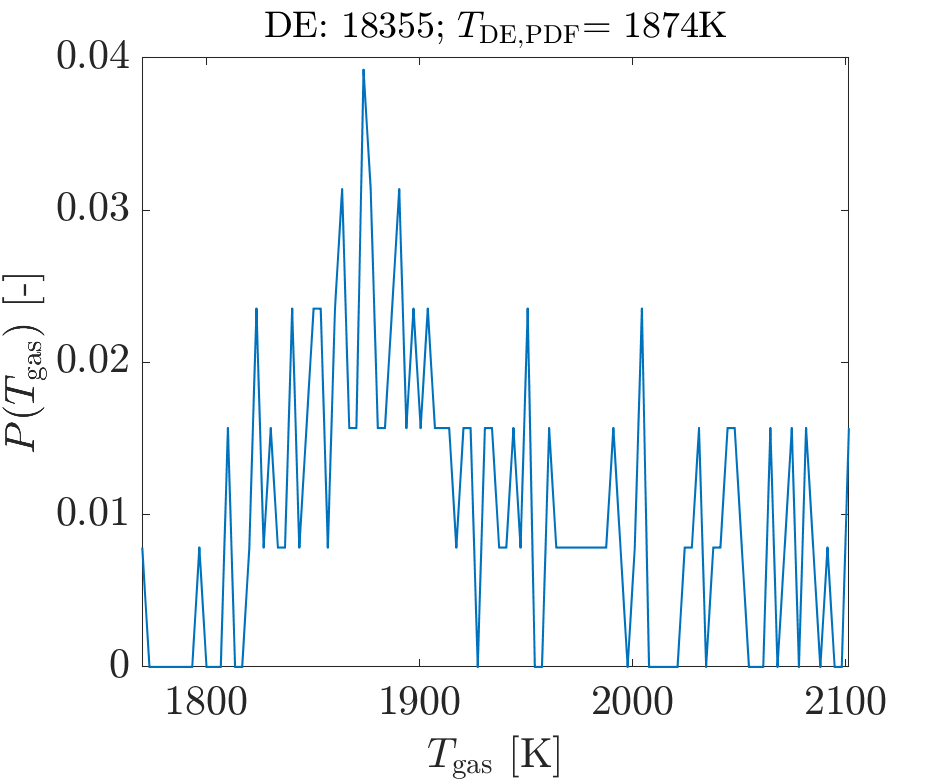 DE: 18355; T_DE,PDF= 1874K
0.04
0.03
0.02
0.01
0
P(T_gas) [-]
1800 1900 2000 2100
T_gas [K]